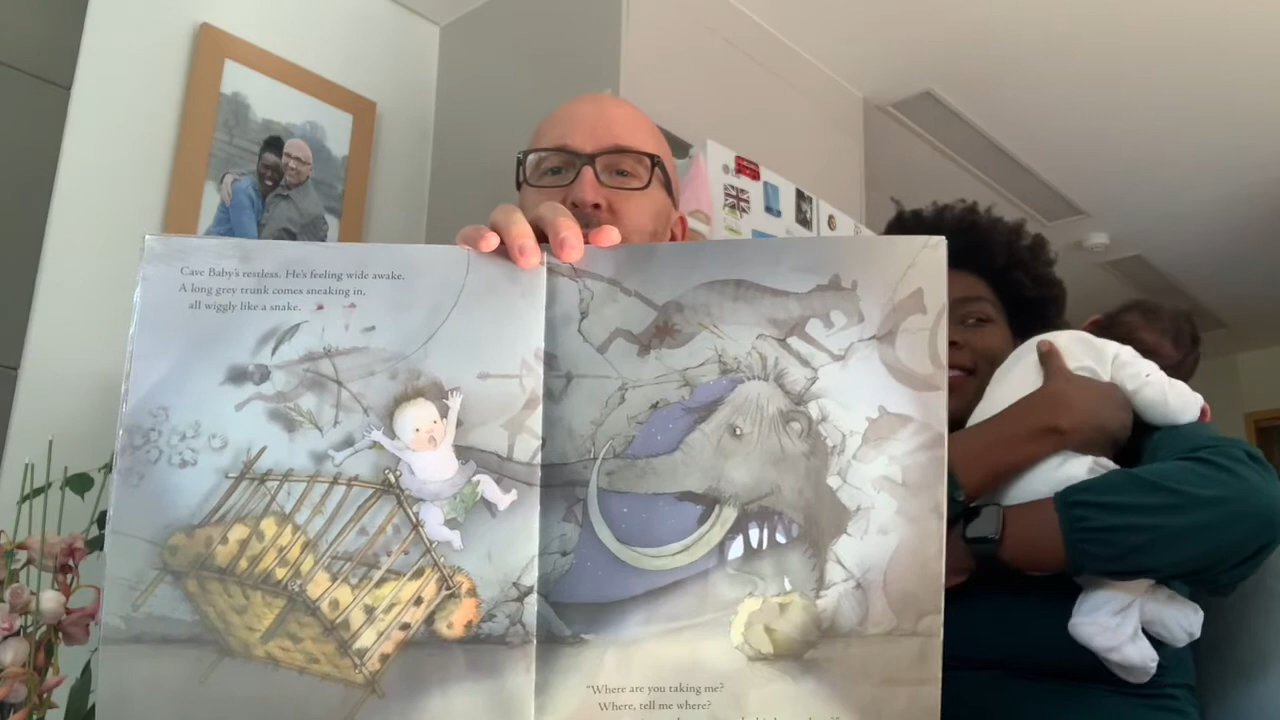 Cave Baby's restless. He's feeling wide awake.
A long grey trunk comes sneaking in,
all wiggly like a snake.
"Where are you taking me?
Where, tell me where?